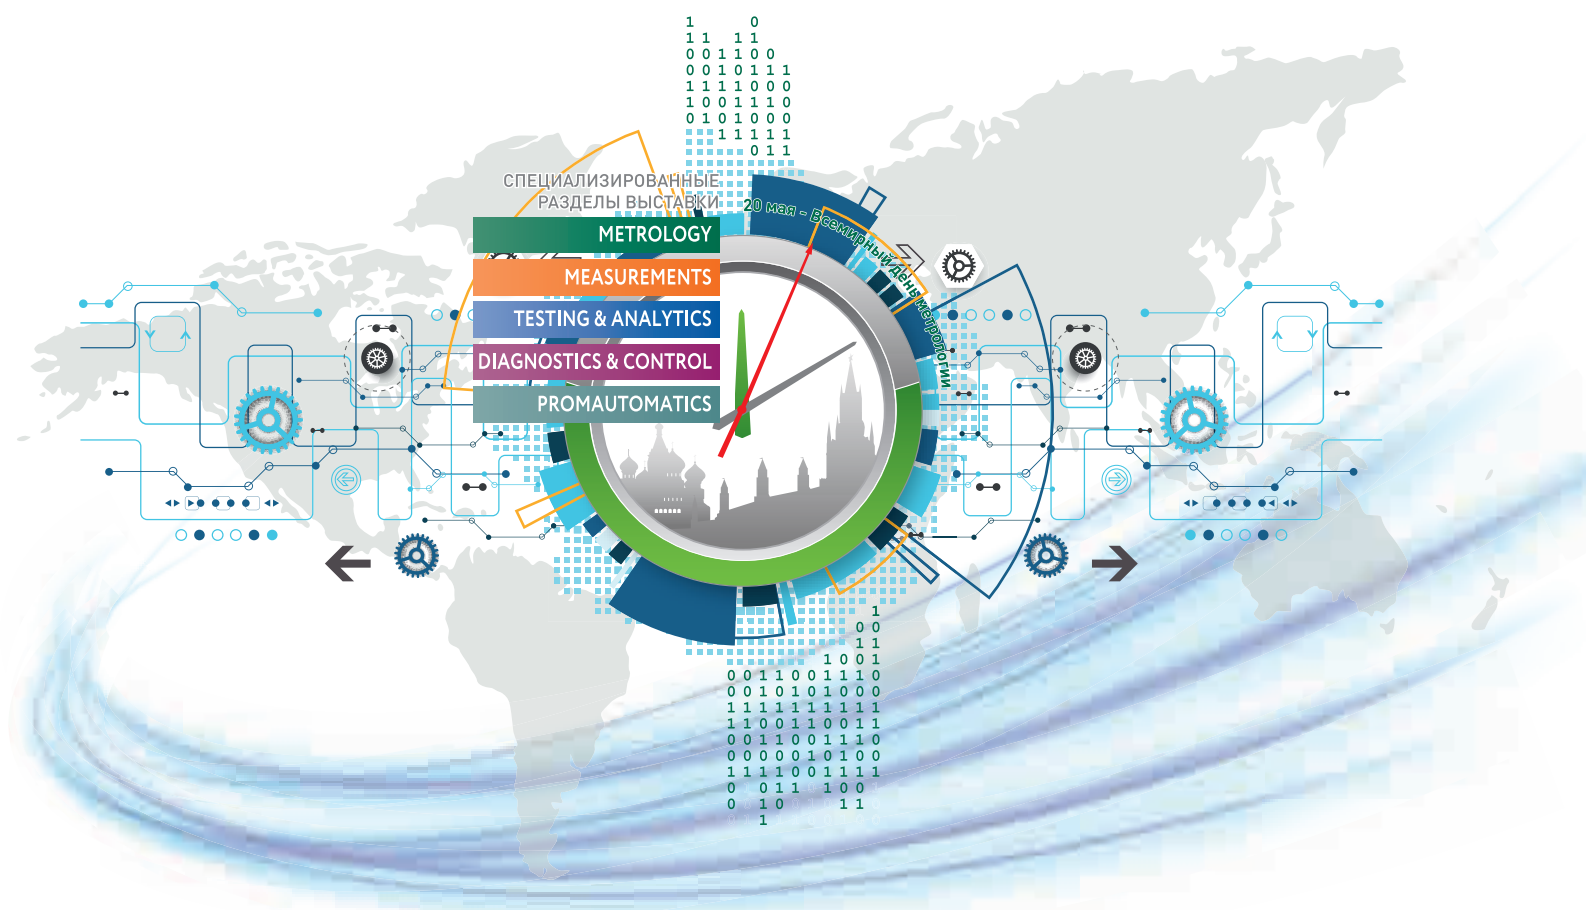 СПЕЦИАЛИЗИРОВАННЫЕ
РАЗДЕЛЫ ВЫСТАВКИ
METROLOGY
MEASUREMENTS
TESTING & ANALYTICS
DIAGNOSTICS & CONTROL
PROMAUTOMATICS
20 мая - Всемирный день метрологии